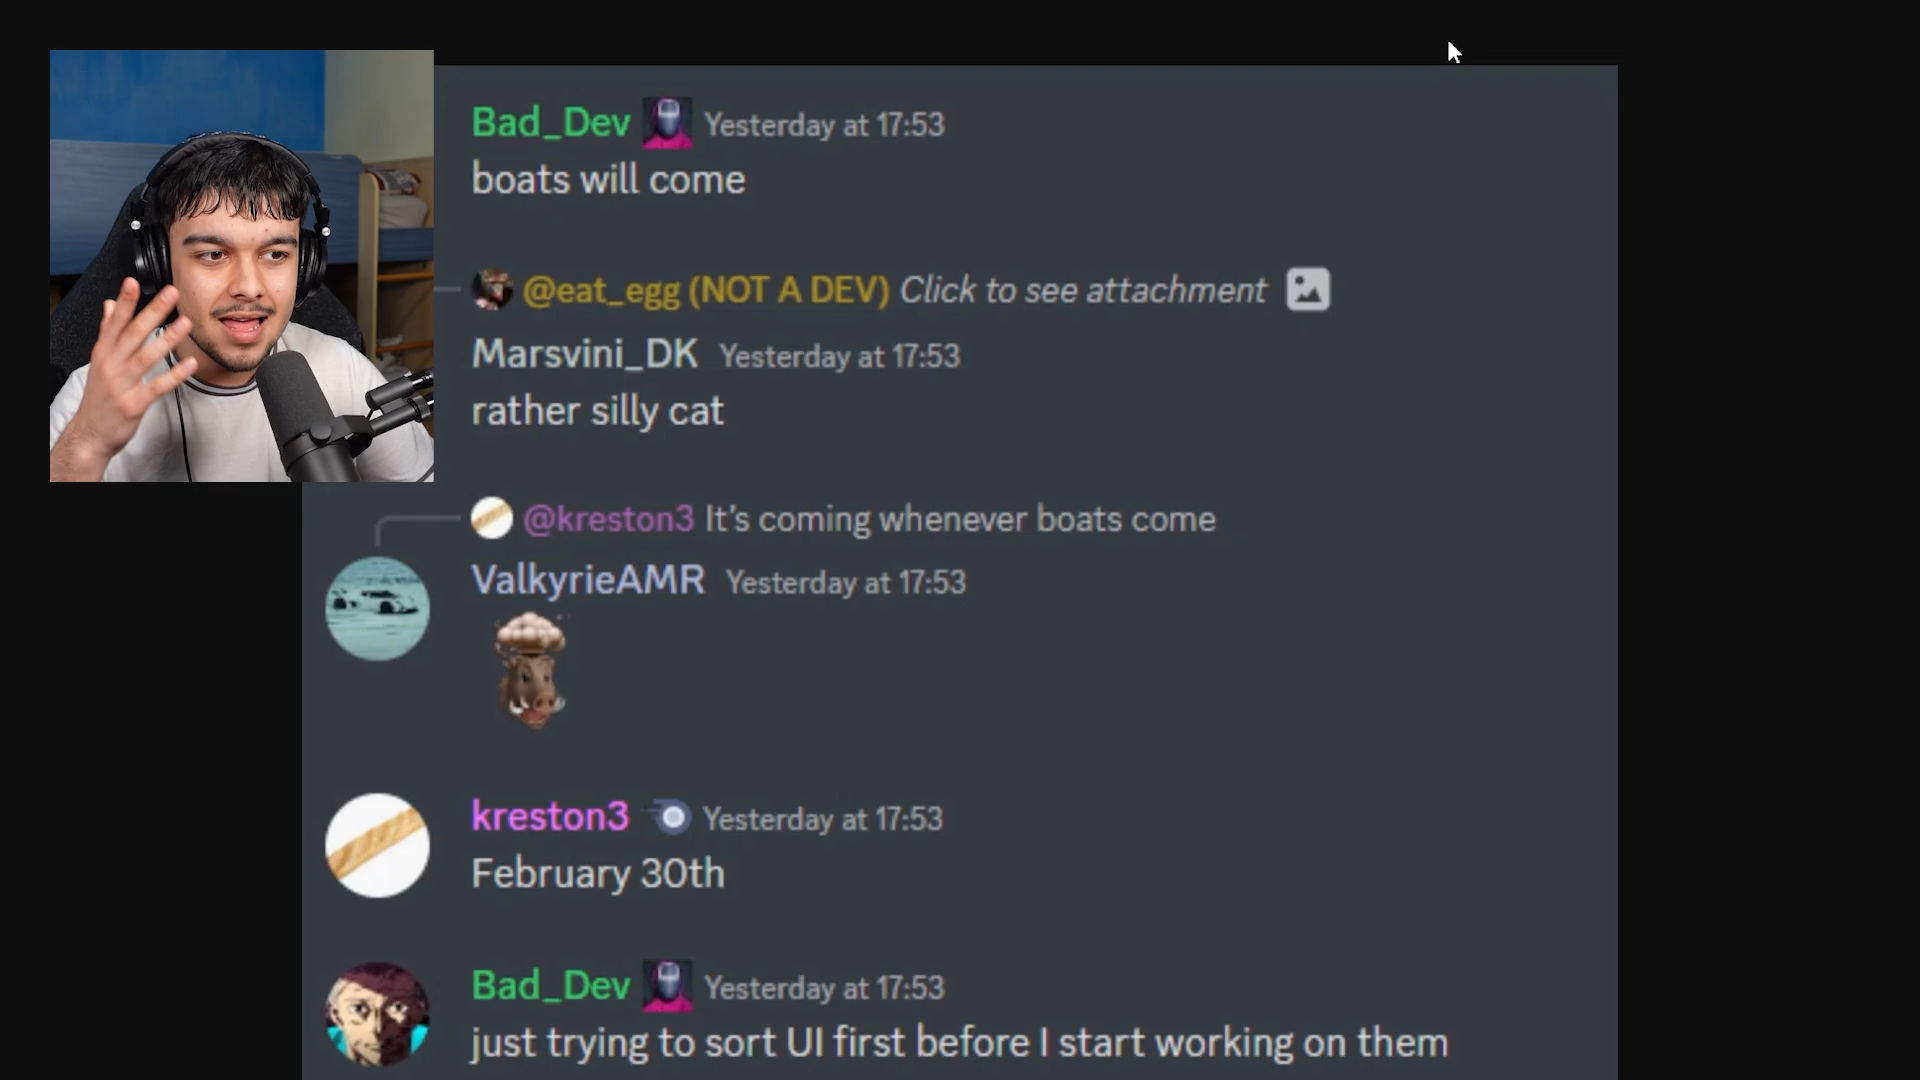 Bad_Dev Yesterday at 17:53
boats will come
@eat_egg (NOT A DEV) Click to see attachment
Marsvini_DK Yesterday at 17:53
rather silly cat
@kreston3 It's coming whenever boats come
ValkyrieAMR Yesterday at 17:53
kreston3 Yesterday at 17:53
February 30th
Bad_Dev Yesterday at 17:53
just trying to sort UI first before I start working on them